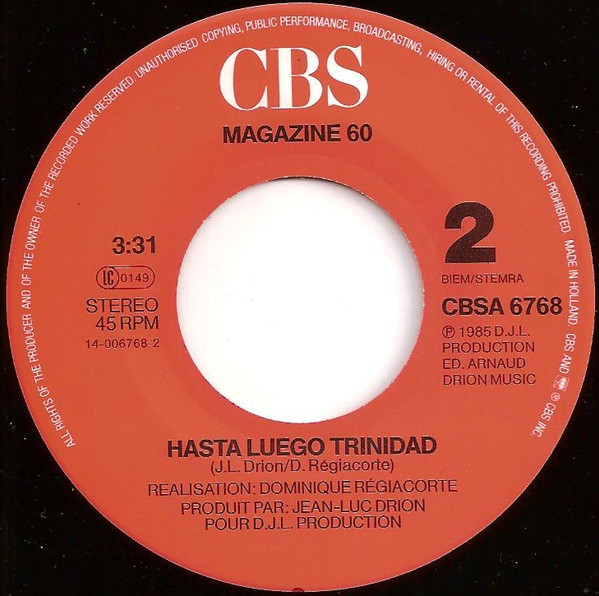 ALL RIGHTS OF THE PRODUCER AND OF THE OWNER OF THE RECORDED WORK RESERVED. UNAUTHORISED COPYING, PUBLIC PERFORMANCE, BROADCASTING, HIRING OR RENTAL OF THIS RECORDING PROHIBITED. MADE IN HOLLAND. CBS AND ® CBS INC.
CBS
MAGAZINE 60
2
3:31
LC 0149
STEREO
45 RPM
14-006768-2
BIEM/STEMRA
CBSA 6768
℗ 1985 D.J.L.
PRODUCTION
ED. ARNAUD
DRION MUSIC
HASTA LUEGO TRINIDAD
(J.L. Drion/D. Régiacorte)
REALISATION: DOMINIQUE RÉGIACORTE
PRODUIT PAR: JEAN-LUC DRION
POUR D.J.L. PRODUCTION